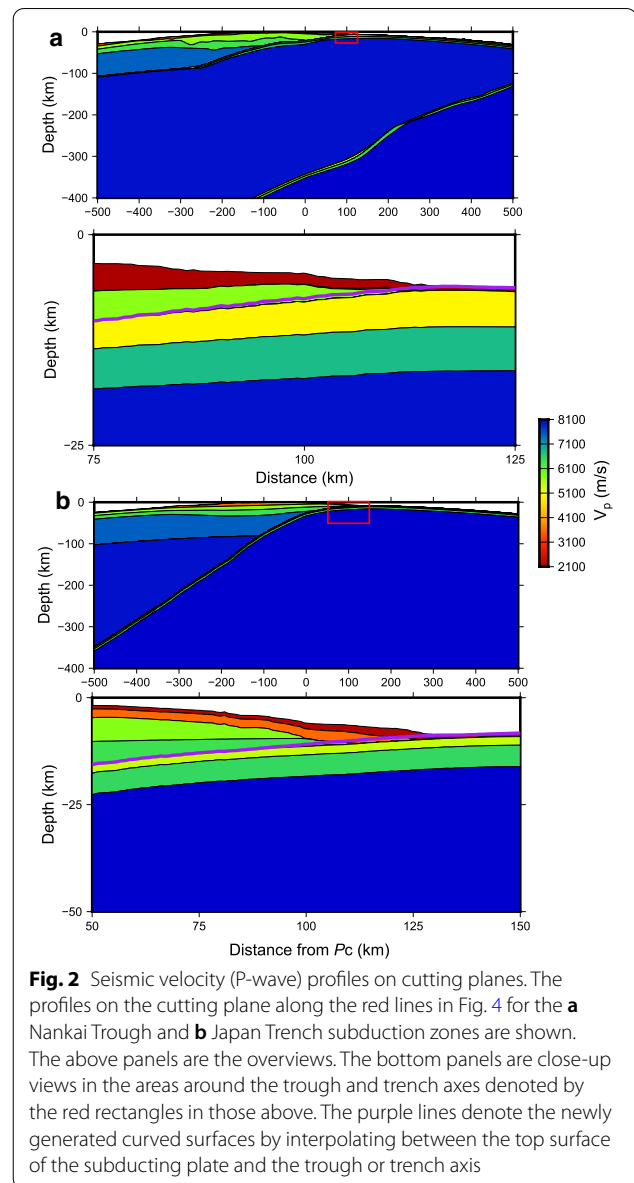 a
0
−100
−200
−300
−400
Depth (km)
−500 −400 −300 −200 −100 0 100 200 300 400 500
0
−25
Depth (km)
75 100 125
Distance (km)
8100
7100
6100
5100
4100
3100
2100
Vp (m/s)
b
0
−100
−200
−300
−400
Depth (km)
−500 −400 −300 −200 −100 0 100 200 300 400 500
0
−25
−50
Depth (km)
50 75 100 125 150
Distance from Pc (km)
Fig. 2 Seismic velocity (P-wave) profiles on cutting planes. The
profiles on the cutting plane along the red lines in Fig. 4 for the a
Nankai Trough and b Japan Trench subduction zones are shown.
The above panels are the overviews. The bottom panels are close-up
views in the areas around the trough and trench axes denoted by
the red rectangles in those above. The purple lines denote the newly
generated curved surfaces by interpolating between the top surface
of the subducting plate and the trough or trench axis